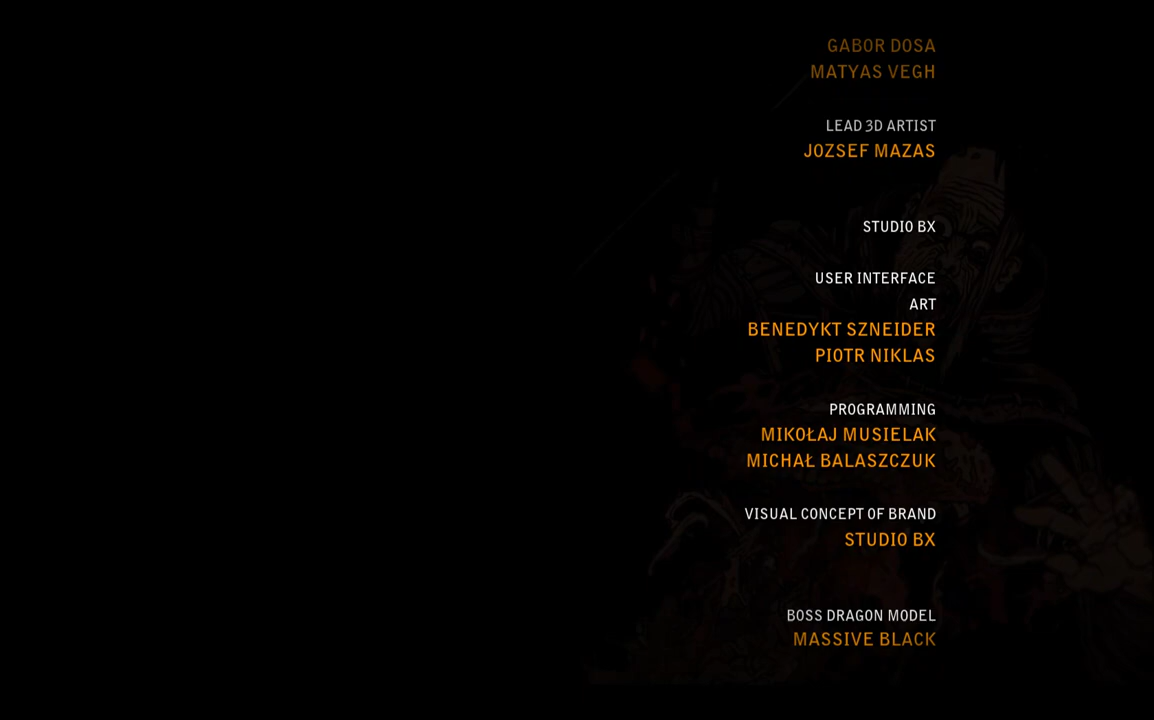 GABOR DOSA
MATYAS VEGH
LEAD 3D ARTIST
JOZSEF MAZAS
STUDIO BX
USER INTERFACE
ART
BENEDYKT SZNEIDER
PIOTR NIKLAS
PROGRAMMING
MIKOŁAJ MUSIELAK
MICHAŁ BALASZCZUK
VISUAL CONCEPT OF BRAND
STUDIO BX
BOSS DRAGON MODEL
MASSIVE BLACK